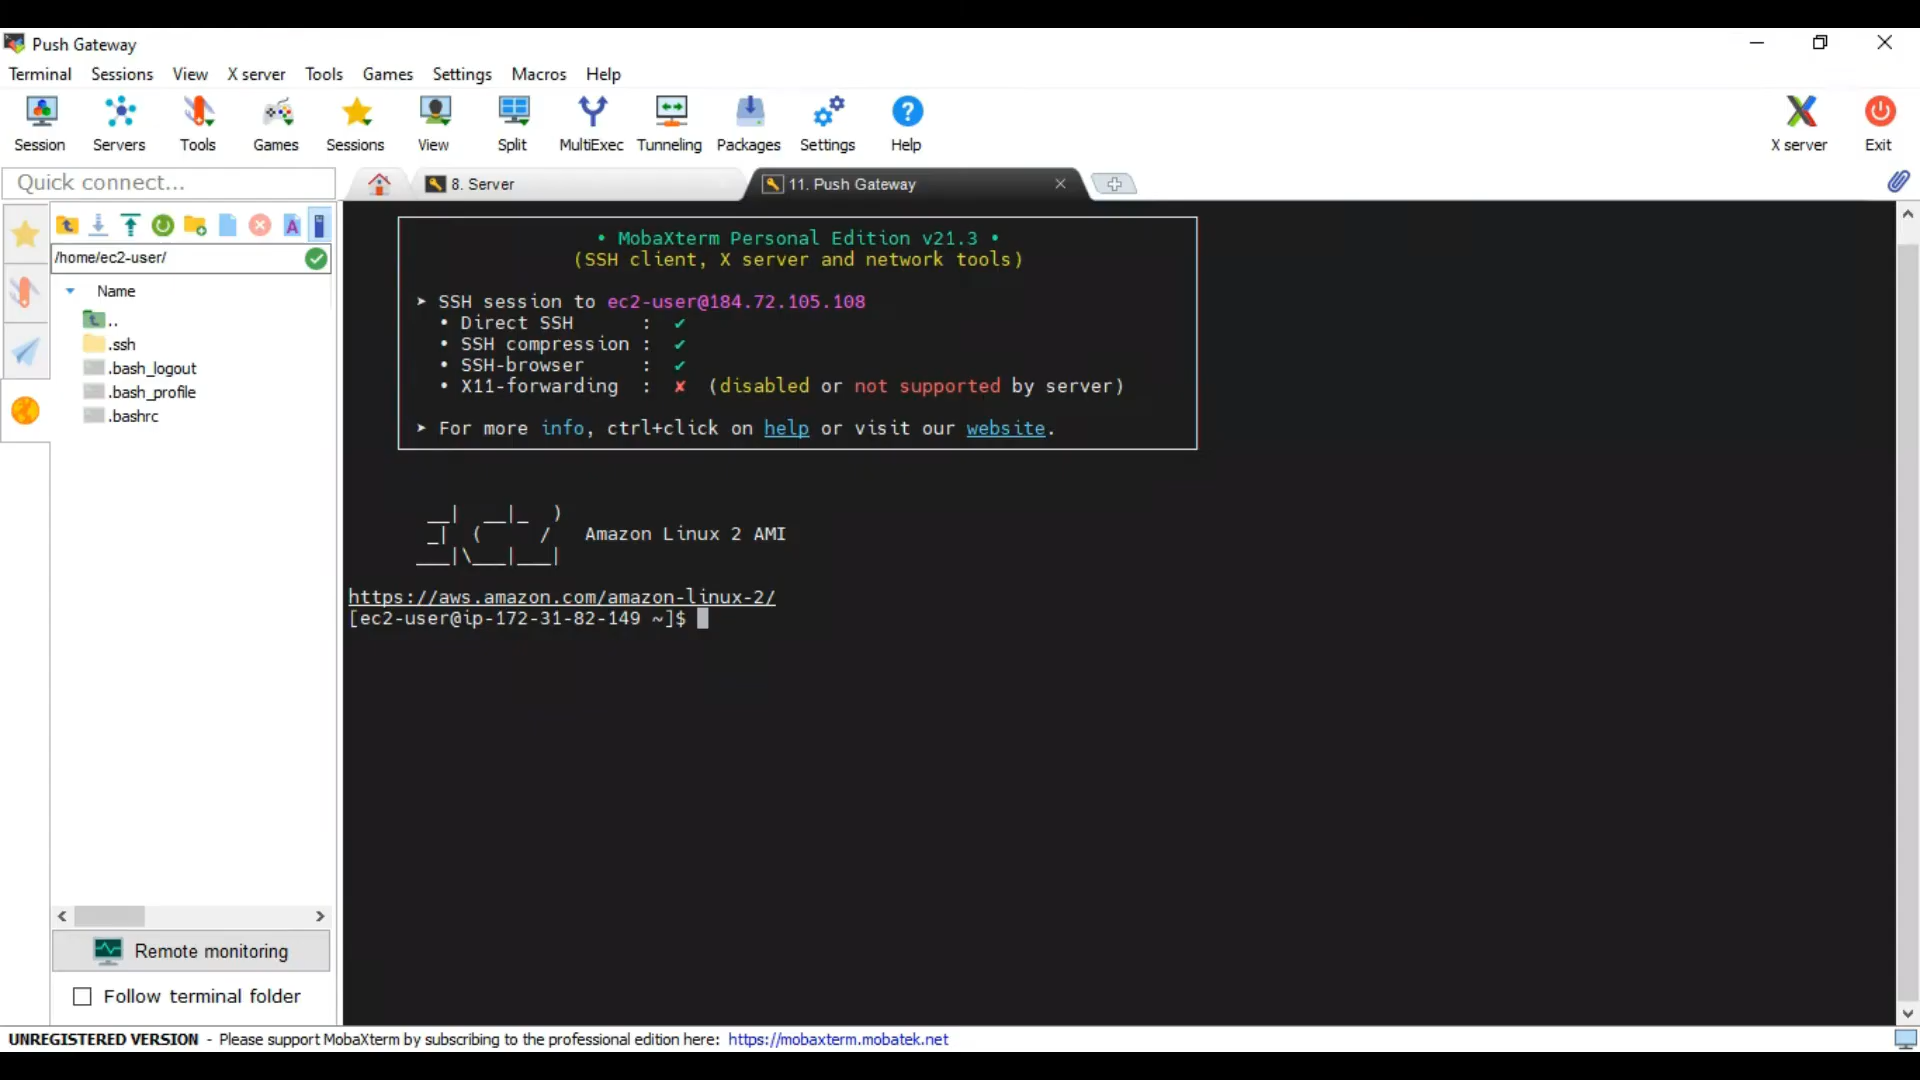 Push Gateway
Terminal Sessions View X server Tools Games Settings Macros Help
Session Servers Tools Games Sessions View Split MultiExec Tunneling Packages Settings Help X server Exit
Quick connect...
8. Server
11. Push Gateway
/home/ec2-user/
Name
..
.ssh
.bash_logout
.bash_profile
.bashrc
Remote monitoring
Follow terminal folder
• MobaXterm Personal Edition v21.3 •
(SSH client, X server and network tools)
➤ SSH session to ec2-user@184.72.105.108
• Direct SSH : ✔
• SSH compression : ✔
• SSH-browser : ✔
• X11-forwarding : ✘ (disabled or not supported by server)
➤ For more info, ctrl+click on help or visit our website.
__| __|_ )
_| ( / Amazon Linux 2 AMI
___|\___|___|
https://aws.amazon.com/amazon-linux-2/
[ec2-user@ip-172-31-82-149 ~]$
UNREGISTERED VERSION - Please support MobaXterm by subscribing to the professional edition here: https://mobaxterm.mobatek.net